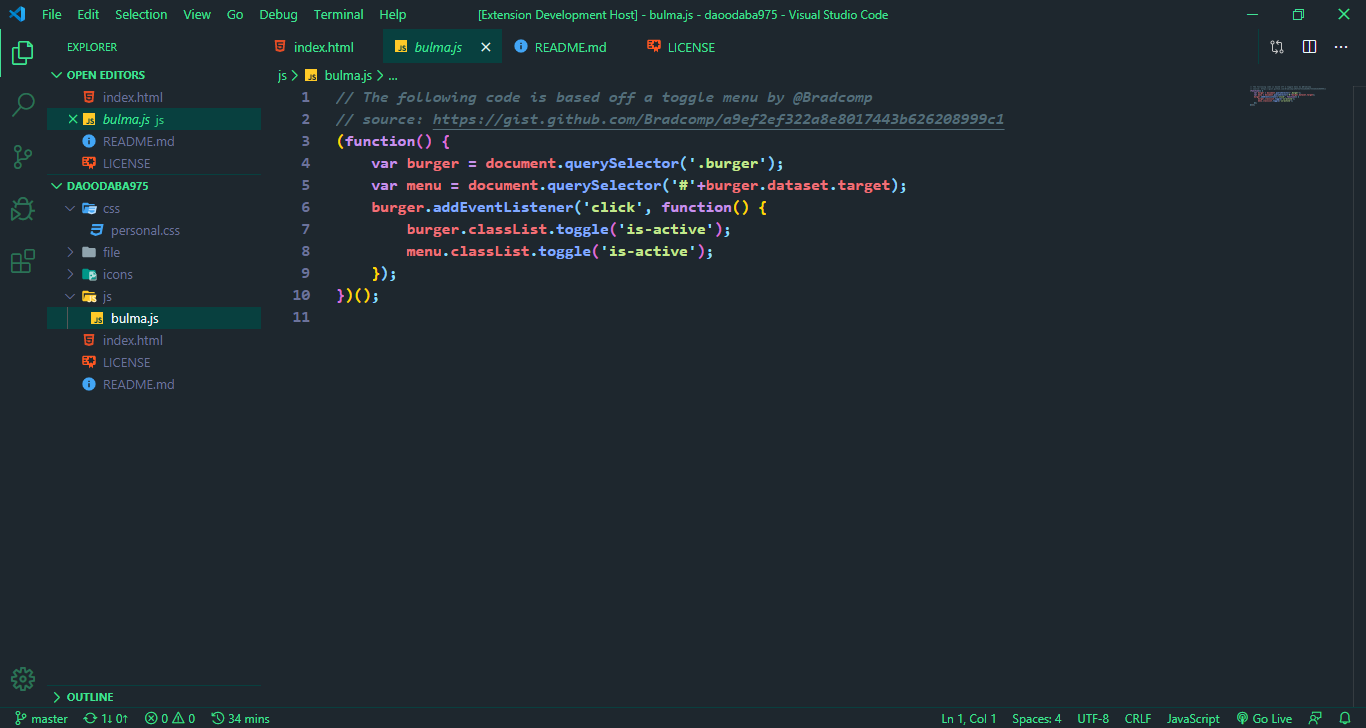 File Edit Selection View Go Debug Terminal Help [Extension Development Host] - bulma.js - daoodaba975 - Visual Studio Code
EXPLORER
OPEN EDITORS
index.html
bulma.js js
README.md
LICENSE
DAOODABA975
css
personal.css
file
icons
js
bulma.js
index.html
LICENSE
README.md
OUTLINE
index.html bulma.js README.md LICENSE
js > bulma.js > ...
1 // The following code is based off a toggle menu by @Bradcomp
2 // source: https://gist.github.com/Bradcomp/a9ef2ef322a8e8017443b626208999c1
3 (function() {
4     var burger = document.querySelector('.burger');
5     var menu = document.querySelector('#'+burger.dataset.target);
6     burger.addEventListener('click', function() {
7         burger.classList.toggle('is-active');
8         menu.classList.toggle('is-active');
9     });
10 })();
11
master 1↓ 0↑ 0 0 34 mins Ln 1, Col 1 Spaces: 4 UTF-8 CRLF JavaScript Go Live